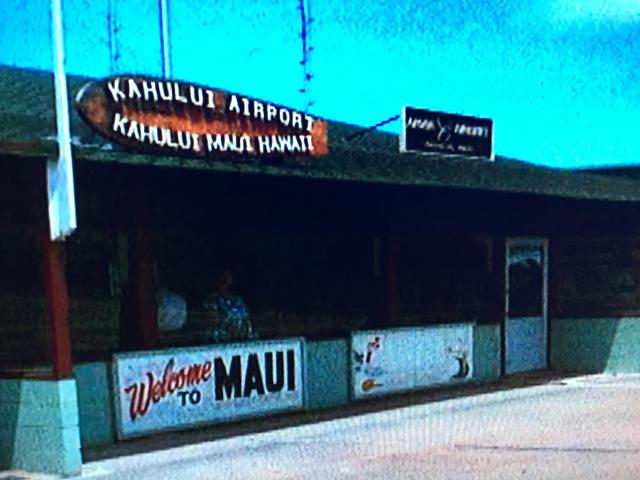 KAHULUI AIRPORT
KAHULUI MAUI HAWAII
Welcome
TO MAUI